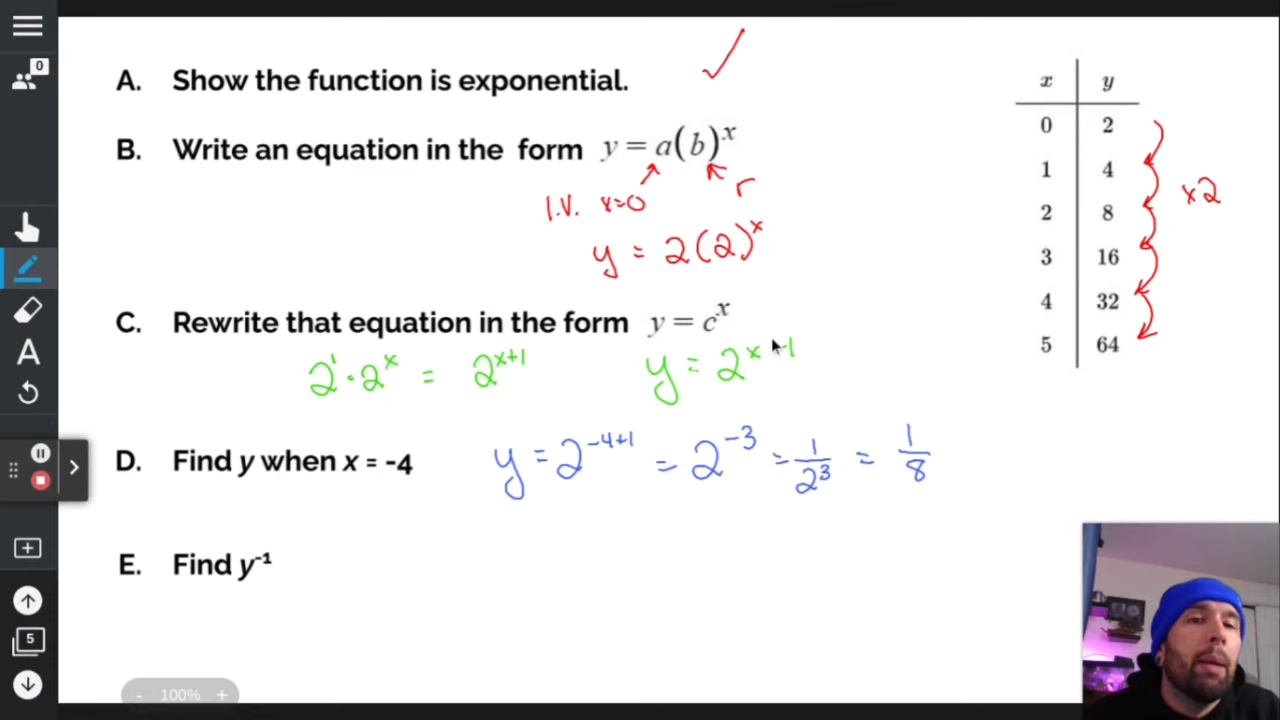 0
A. Show the function is exponential.
B. Write an equation in the form y = a(b)^x
I.V. x=0 r
y = 2(2)^x
C. Rewrite that equation in the form y = c^x
2^1 · 2^x = 2^{x+1} y = 2^{x+1}
D. Find y when x = -4 y = 2^{-4+1} = 2^{-3} = 1/2^3 = 1/8
E. Find y^{-1}
x y
0 2
1 4
2 8
3 16
4 32
5 64
×2
A
5
- 100% +